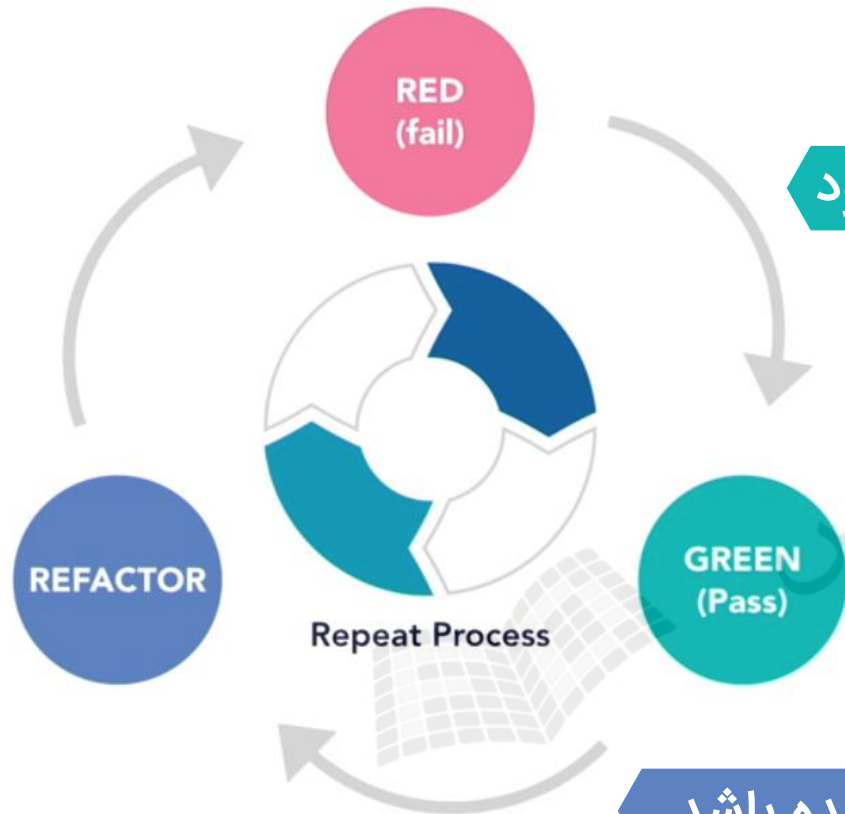 RED
(fail)
GREEN
(Pass)
REFACTOR
Repeat Process